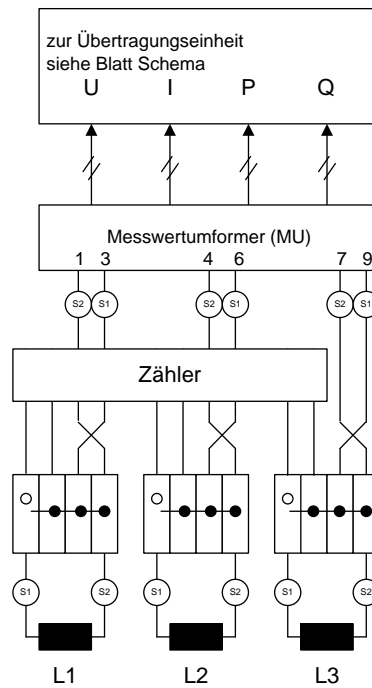 zur Übertragungseinheit
siehe Blatt Schema
U I P Q
Messwertumformer (MU)
1 3 4 6 7 9
S2 S1 S2 S1 S2 S1
Zähler
S1 S2 S1 S2 S1 S2
L1 L2 L3